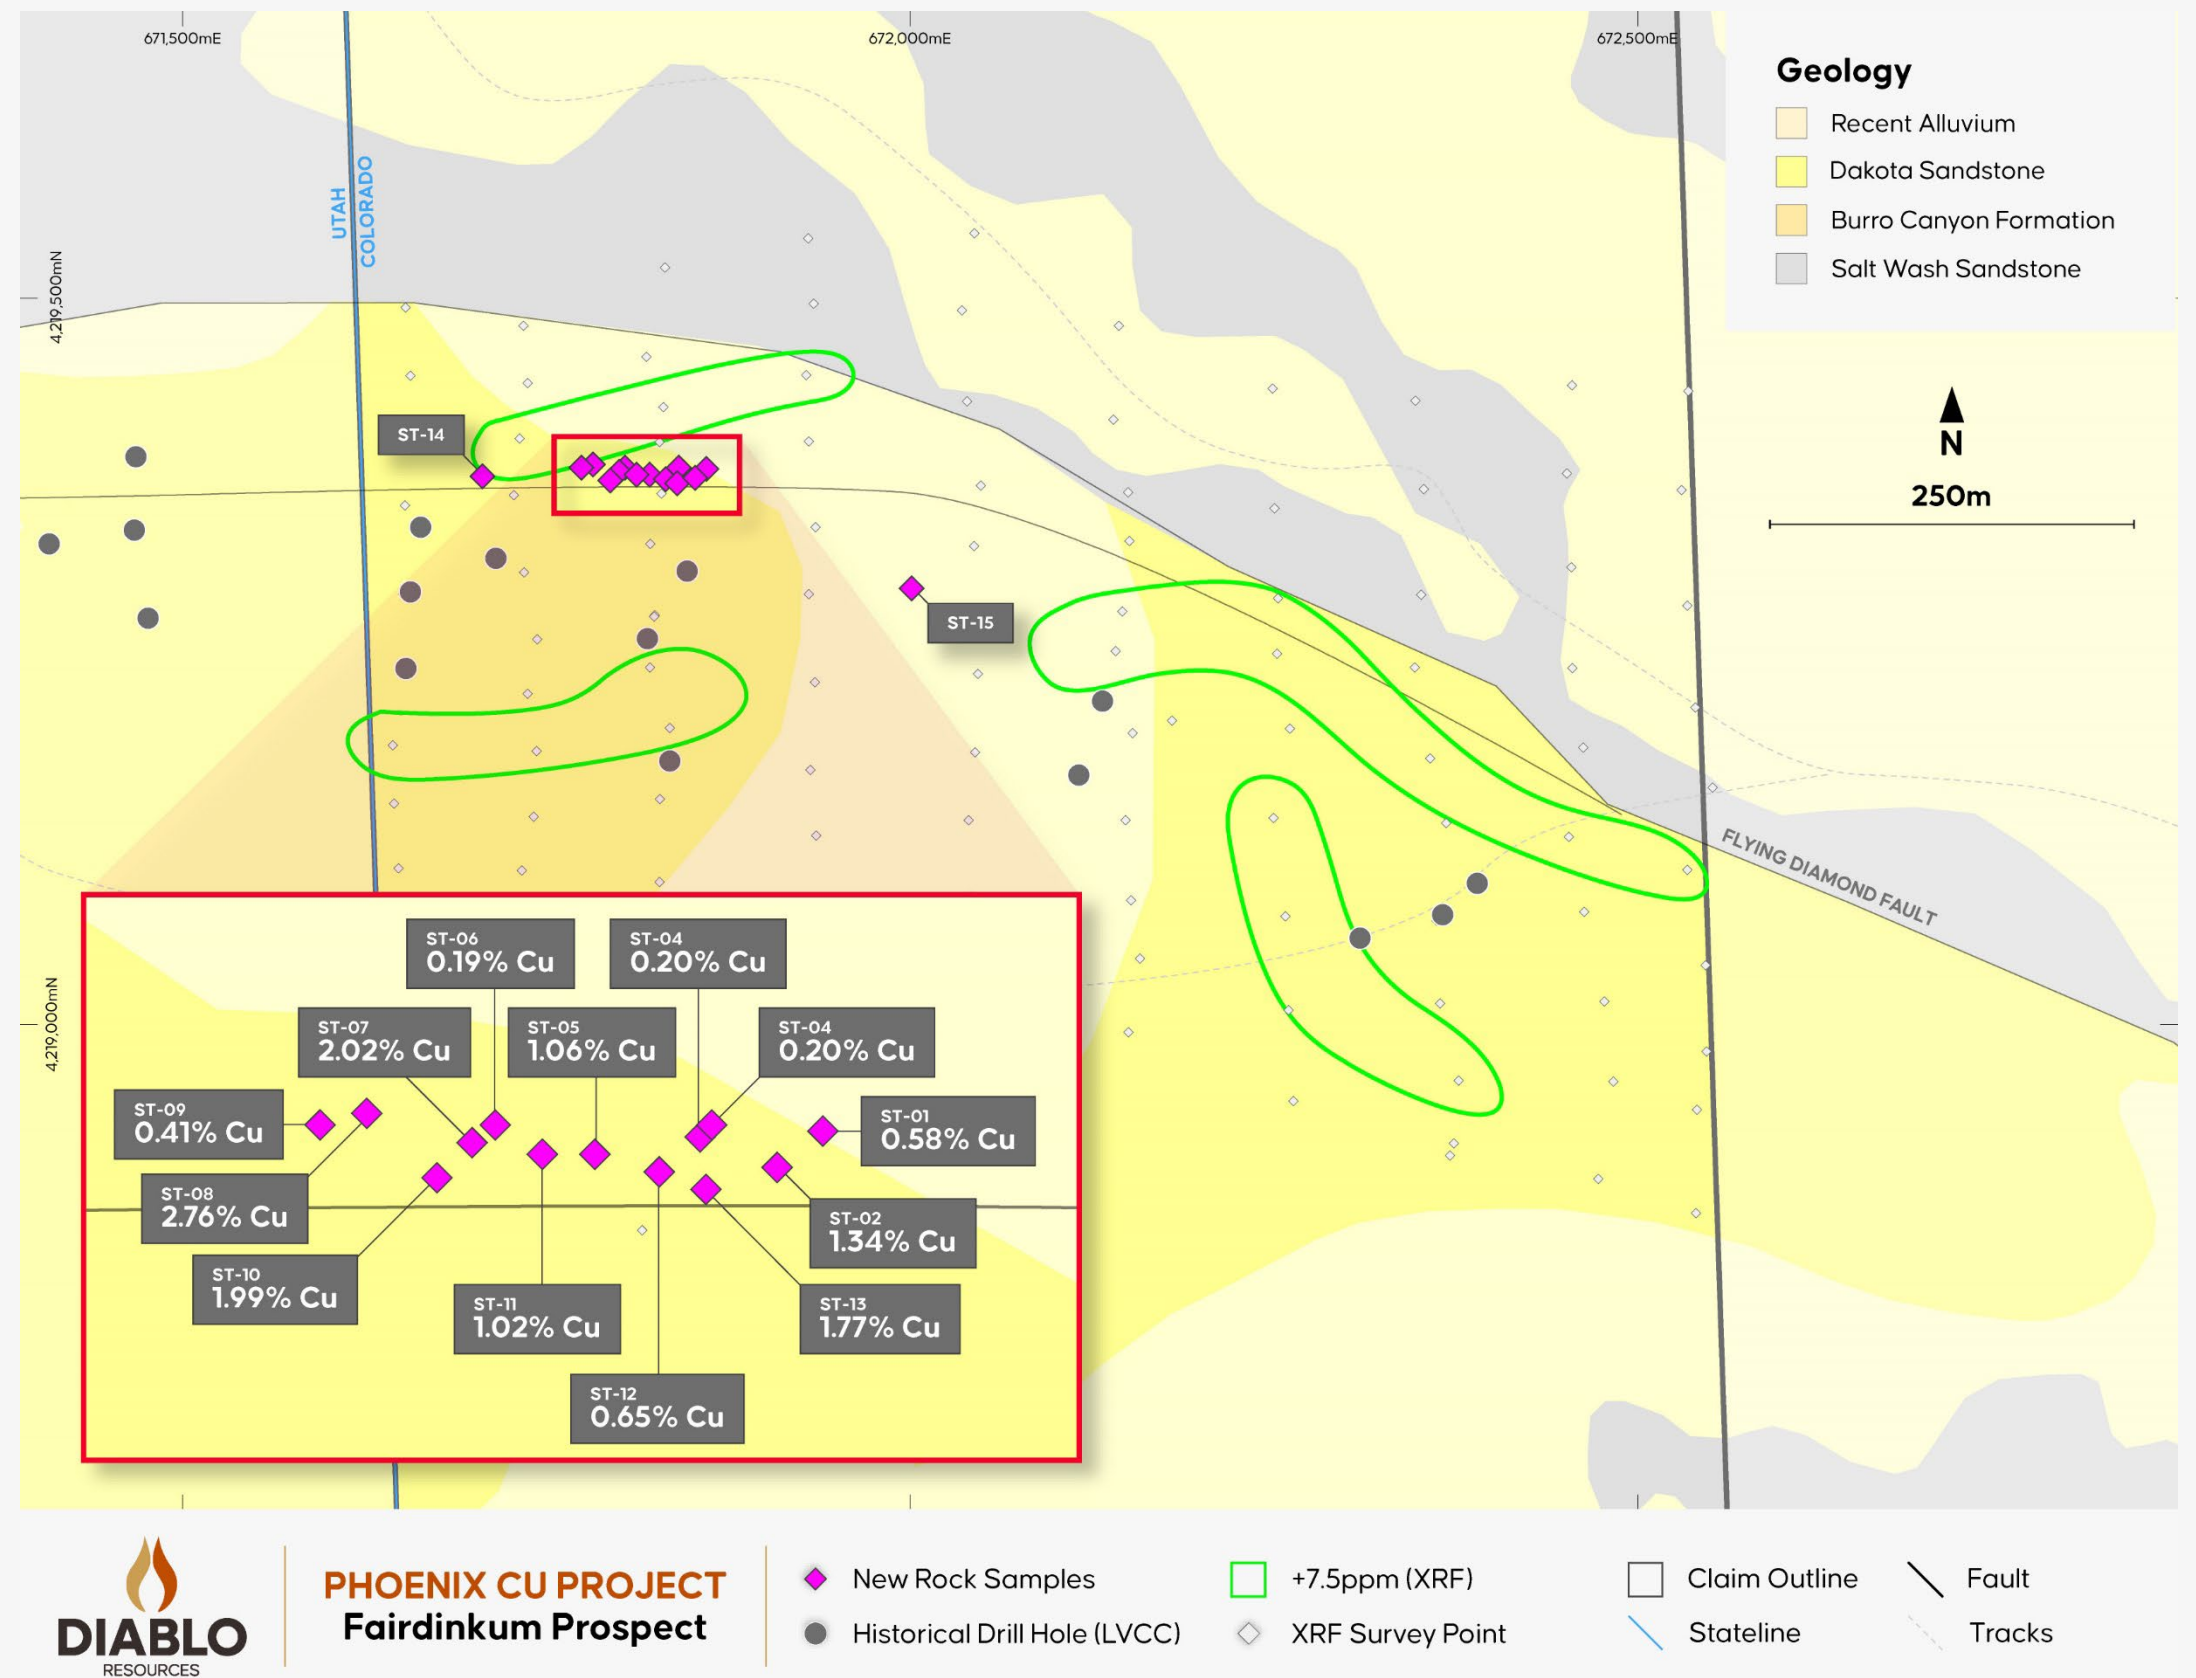 671,500mE
672,000mE
672,500mE
Geology
Recent Alluvium
Dakota Sandstone
Burro Canyon Formation
Salt Wash Sandstone
UTAH
COLORADO
4,219,500mN
N
250m
ST-14
ST-15
FLYING DIAMOND FAULT
4,219,000mN
ST-06
0.19% Cu
ST-04
0.20% Cu
ST-07
2.02% Cu
ST-05
1.06% Cu
ST-04
0.20% Cu
ST-09
0.41% Cu
ST-01
0.58% Cu
ST-08
2.76% Cu
ST-02
1.34% Cu
ST-10
1.99% Cu
ST-11
1.02% Cu
ST-13
1.77% Cu
ST-12
0.65% Cu
DIABLO
RESOURCES
PHOENIX CU PROJECT
Fairdinkum Prospect
New Rock Samples
Historical Drill Hole (LVCC)
+7.5ppm (XRF)
XRF Survey Point
Claim Outline
Stateline
Fault
Tracks